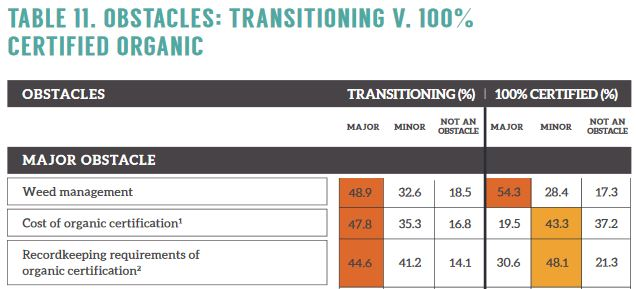 TABLE 11. OBSTACLES: TRANSITIONING V. 100%
CERTIFIED ORGANIC
OBSTACLES TRANSITIONING (%) | 100% CERTIFIED (%)
MAJOR MINOR NOT AN OBSTACLE MAJOR MINOR NOT AN OBSTACLE
MAJOR OBSTACLE
Weed management 48.9 32.6 18.5 54.3 28.4 17.3
Cost of organic certification¹ 47.8 35.3 16.8 19.5 43.3 37.2
Recordkeeping requirements of
organic certification² 44.6 41.2 14.1 30.6 48.1 21.3